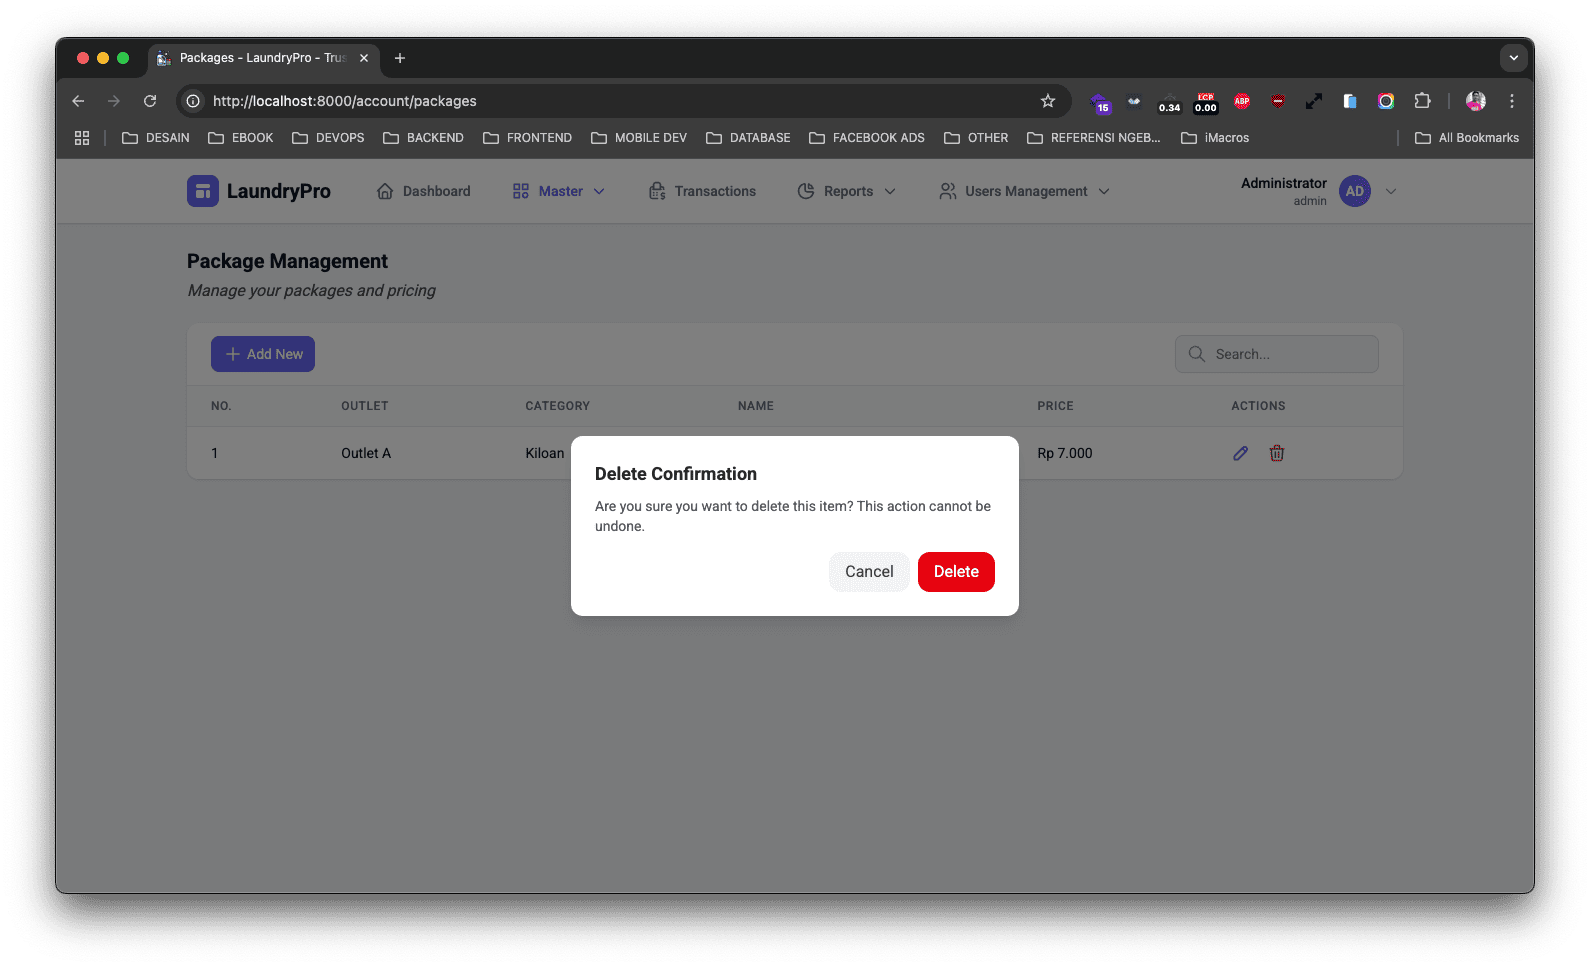 Packages - LaundryPro - Trus
http://localhost:8000/account/packages
15
0.34
LCP
0.00
ABP
DESAIN
EBOOK
DEVOPS
BACKEND
FRONTEND
MOBILE DEV
DATABASE
FACEBOOK ADS
OTHER
REFERENSI NGEB...
iMacros
All Bookmarks
LaundryPro
Dashboard
Master
Transactions
Reports
Users Management
Administrator
admin
AD
Package Management
Manage your packages and pricing
Add New
Search...
NO.
OUTLET
CATEGORY
NAME
PRICE
ACTIONS
1
Outlet A
Kiloan
Rp 7.000
Delete Confirmation
Are you sure you want to delete this item? This action cannot be
undone.
Cancel
Delete